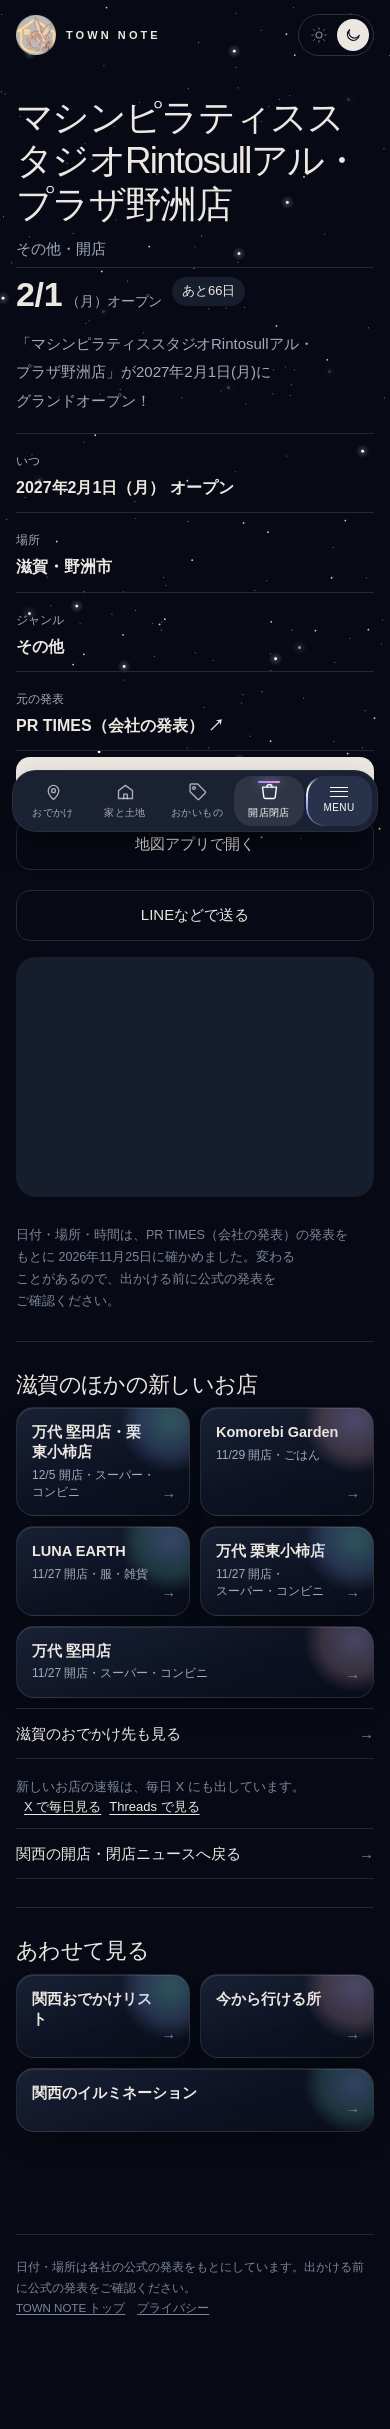 TOWN NOTE
マシンピラティスス
タジオRintosullアル・
プラザ野洲店
その他・開店
2/1（月）オープン あと66日
「マシンピラティススタジオRintosullアル・
プラザ野洲店」が2027年2月1日(月)に
グランドオープン！
いつ
2027年2月1日（月） オープン
場所
滋賀・野洲市
ジャンル
その他
元の発表
PR TIMES（会社の発表） ↗
おでかけ
家と土地
おかいもの
開店閉店
MENU
地図アプリで開く
LINEなどで送る
日付・場所・時間は、PR TIMES（会社の発表）の発表を
もとに 2026年11月25日に確かめました。変わる
ことがあるので、出かける前に公式の発表を
ご確認ください。
滋賀のほかの新しいお店
万代 堅田店・栗
東小柿店
12/5 開店・スーパー・
コンビニ
→
Komorebi Garden
11/29 開店・ごはん
→
LUNA EARTH
11/27 開店・服・雑貨
→
万代 栗東小柿店
11/27 開店・
スーパー・コンビニ
→
万代 堅田店
11/27 開店・スーパー・コンビニ
→
滋賀のおでかけ先も見る →
新しいお店の速報は、毎日 X にも出しています。
X で毎日見る Threads で見る
関西の開店・閉店ニュースへ戻る →
あわせて見る
関西おでかけリス
ト
→
今から行ける所
→
関西のイルミネーション
→
日付・場所は各社の公式の発表をもとにしています。出かける前
に公式の発表をご確認ください。
TOWN NOTE トップ プライバシー